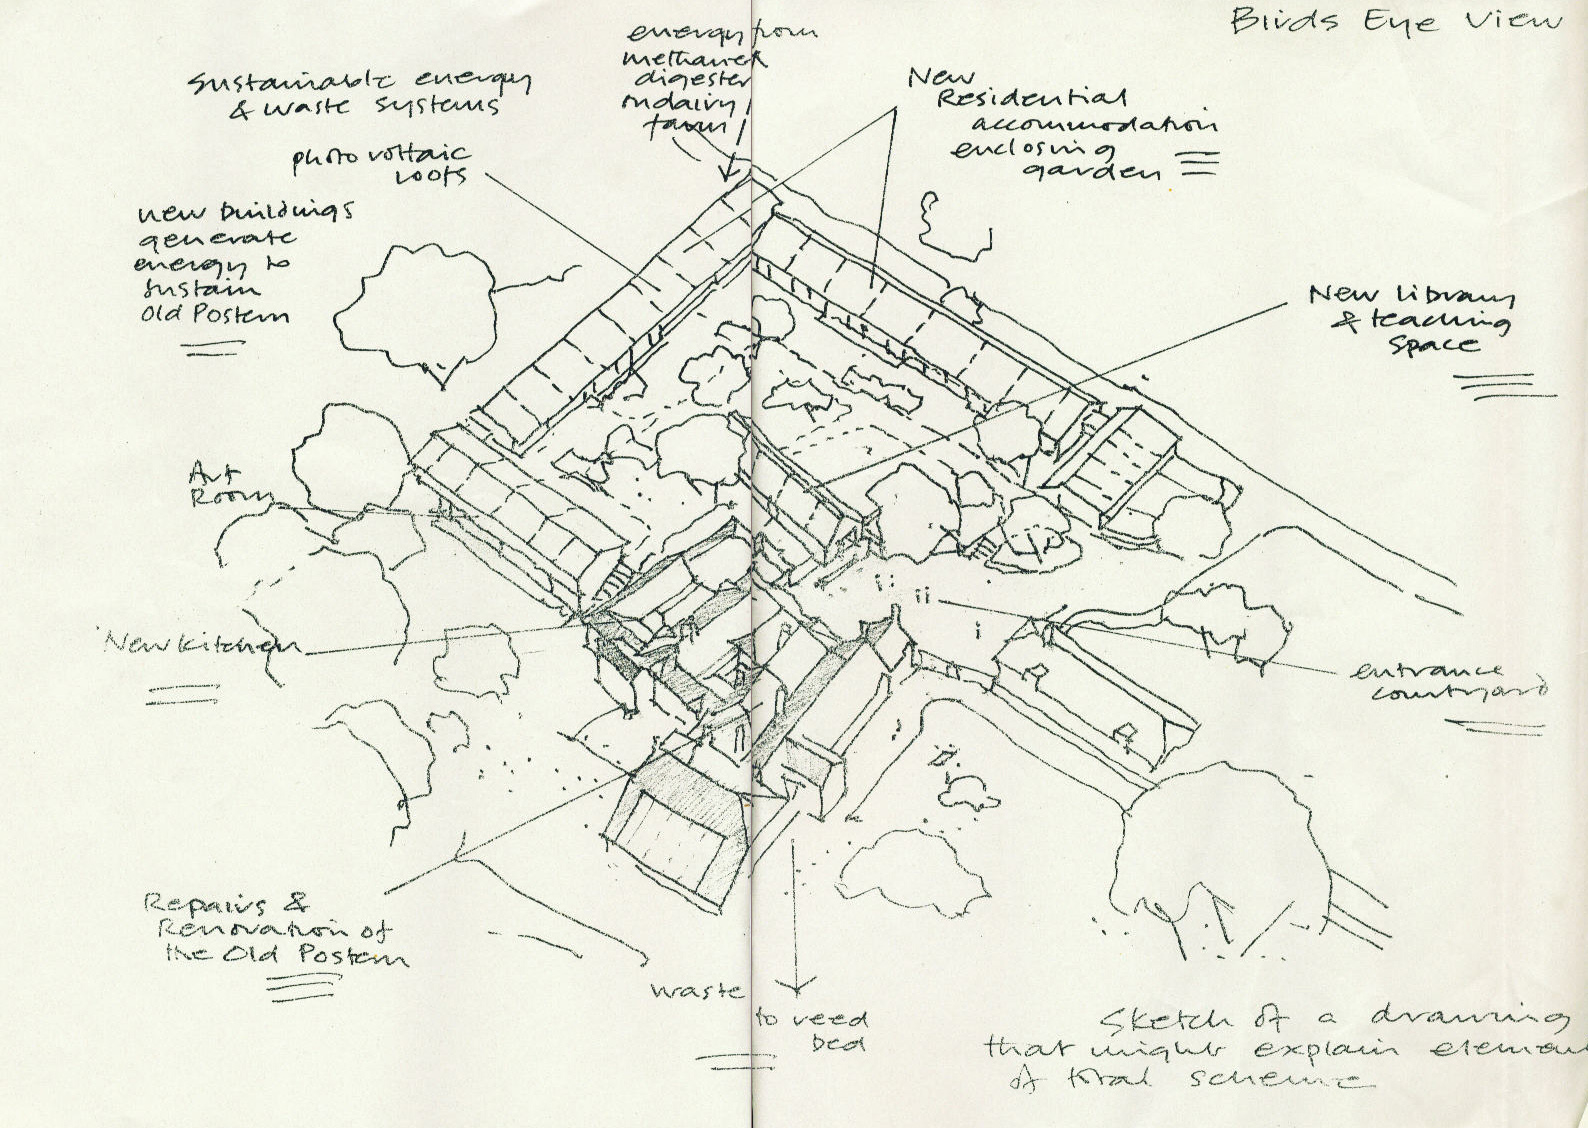 Birds Eye View
energy from
methane
digester
on dairy
farm
Sustainable energy
& waste systems
photo voltaic
roofs
new buildings
generate
energy to
sustain
Old Postern
New
Residential
accommodation
enclosing
garden
New library
& teaching
space
Art
Room
New kitchen
entrance
courtyard
Repairs &
Renovation of
the Old Postern
waste
to reed
bed
Sketch of a drawing
that might explain elemen
of total scheme